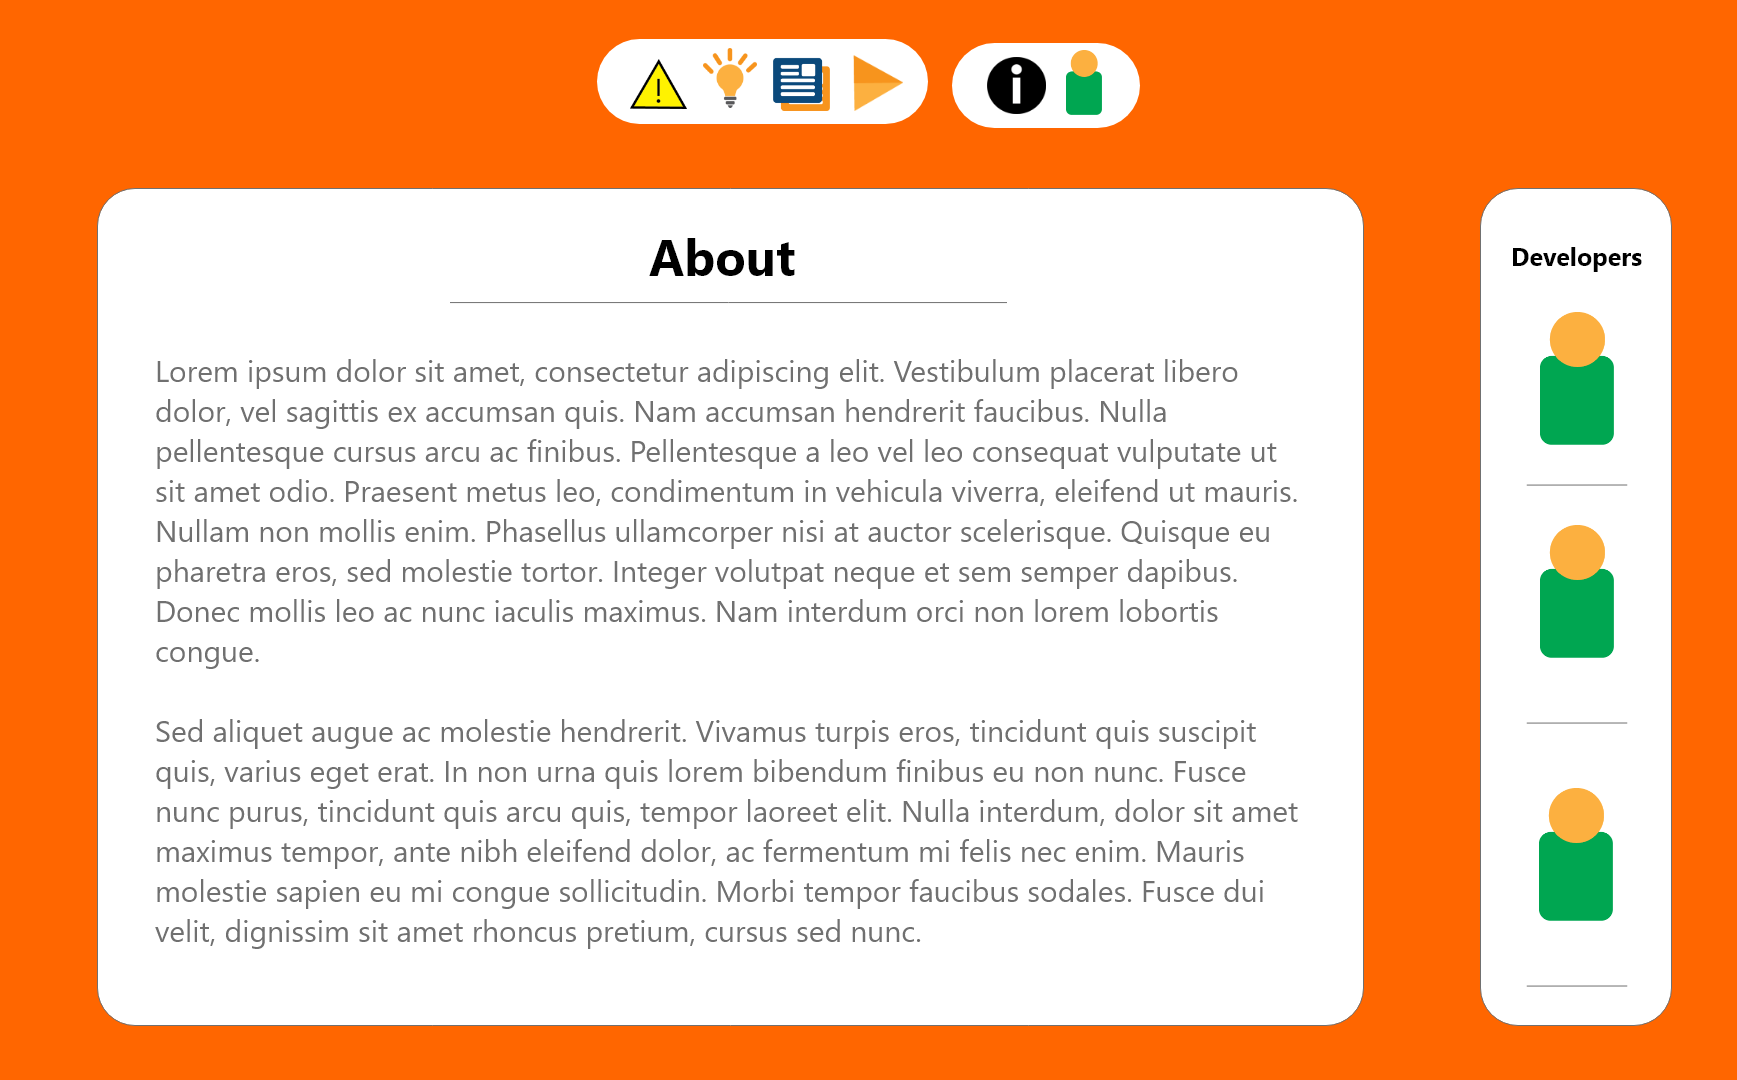 About
Lorem ipsum dolor sit amet, consectetur adipiscing elit. Vestibulum placerat libero
dolor, vel sagittis ex accumsan quis. Nam accumsan hendrerit faucibus. Nulla
pellentesque cursus arcu ac finibus. Pellentesque a leo vel leo consequat vulputate ut
sit amet odio. Praesent metus leo, condimentum in vehicula viverra, eleifend ut mauris.
Nullam non mollis enim. Phasellus ullamcorper nisi at auctor scelerisque. Quisque eu
pharetra eros, sed molestie tortor. Integer volutpat neque et sem semper dapibus.
Donec mollis leo ac nunc iaculis maximus. Nam interdum orci non lorem lobortis
congue.
Sed aliquet augue ac molestie hendrerit. Vivamus turpis eros, tincidunt quis suscipit
quis, varius eget erat. In non urna quis lorem bibendum finibus eu non nunc. Fusce
nunc purus, tincidunt quis arcu quis, tempor laoreet elit. Nulla interdum, dolor sit amet
maximus tempor, ante nibh eleifend dolor, ac fermentum mi felis nec enim. Mauris
molestie sapien eu mi congue sollicitudin. Morbi tempor faucibus sodales. Fusce dui
velit, dignissim sit amet rhoncus pretium, cursus sed nunc.
Developers